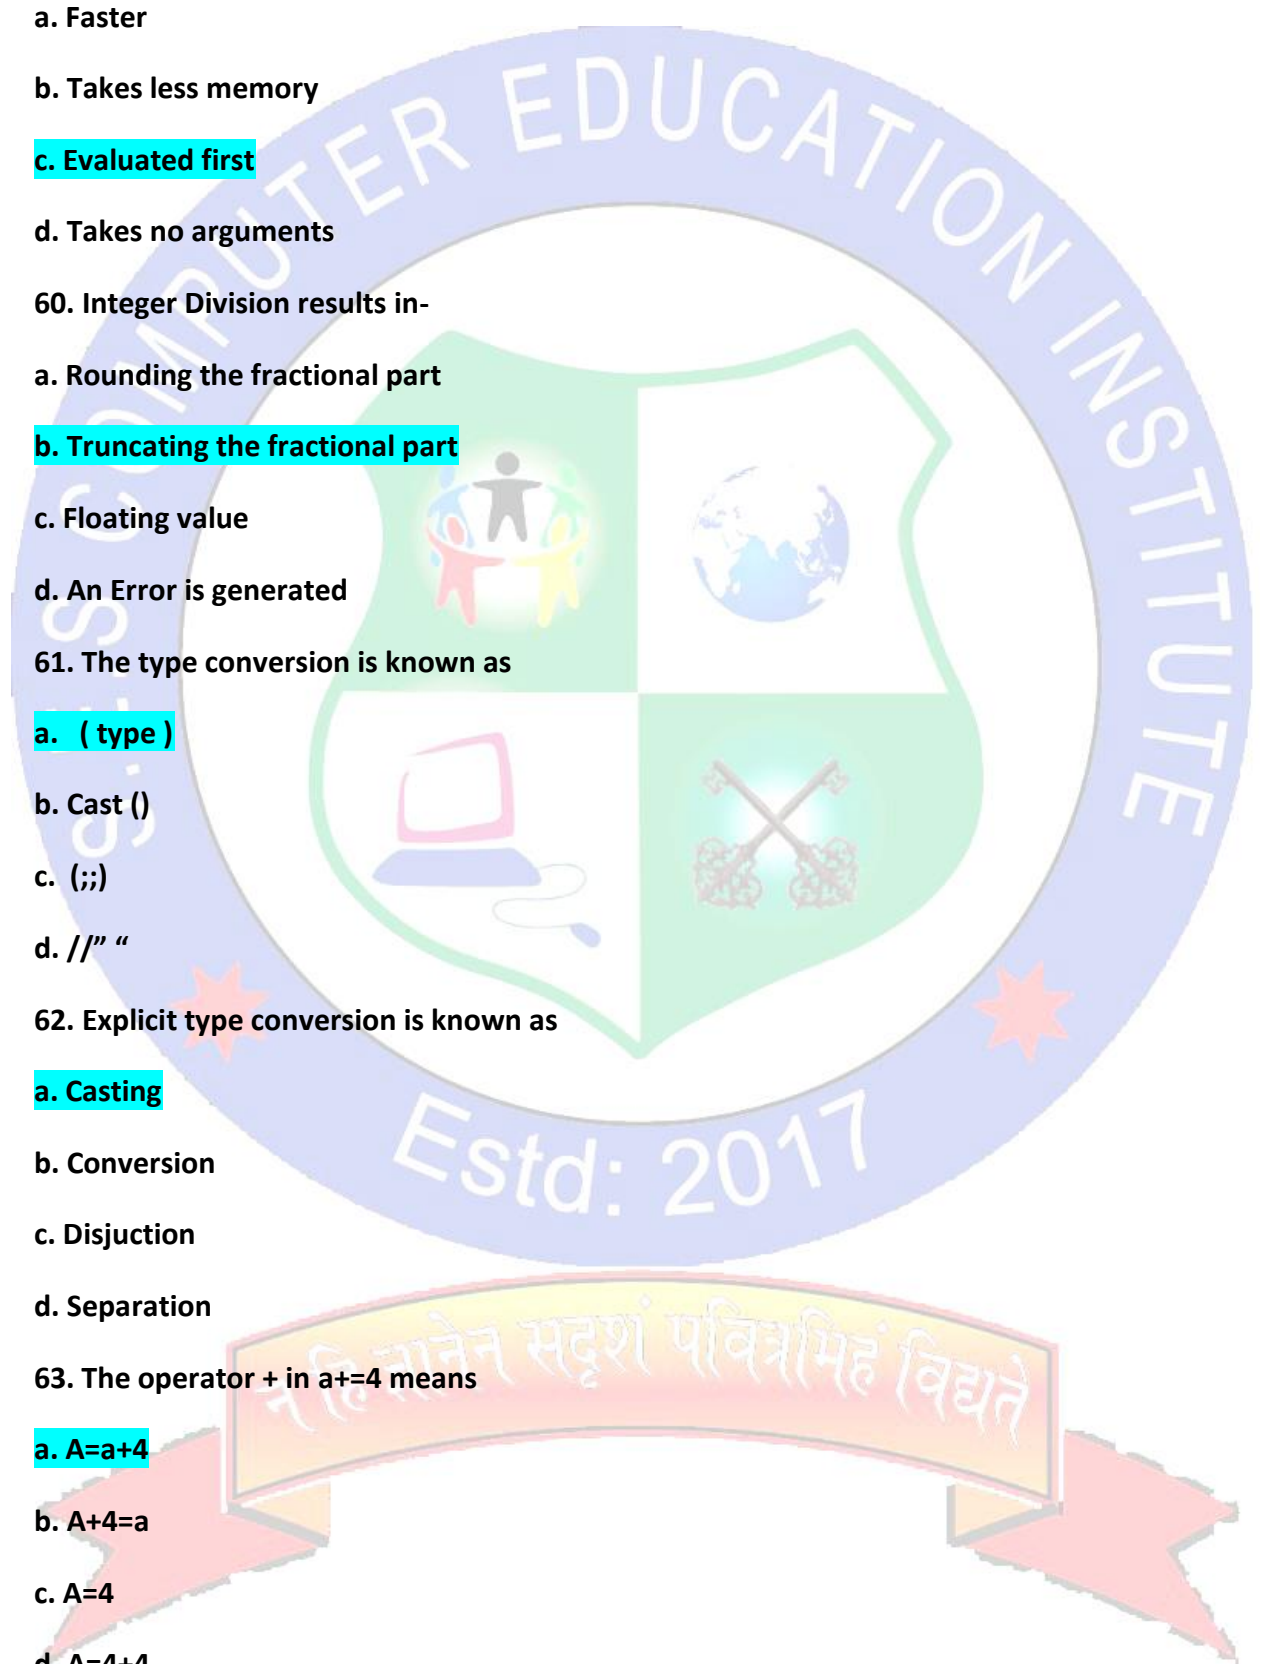 a. Faster
b. Takes less memory
c. Evaluated first
d. Takes no arguments
60. Integer Division results in-
a. Rounding the fractional part
b. Truncating the fractional part
c. Floating value
d. An Error is generated
61. The type conversion is known as
a. ( type )
b. Cast ()
c. (;;)
d. //” “
62. Explicit type conversion is known as
a. Casting
b. Conversion
c. Disjuction
d. Separation
63. The operator + in a+=4 means
a. A=a+4
b. A+4=a
c. A=4
d. A=4+4
S.E.S COMPUTER EDUCATION INSTITUTE
Estd: 2017
न हि ज्ञानेन सदृशं पवित्रमिह विद्यते